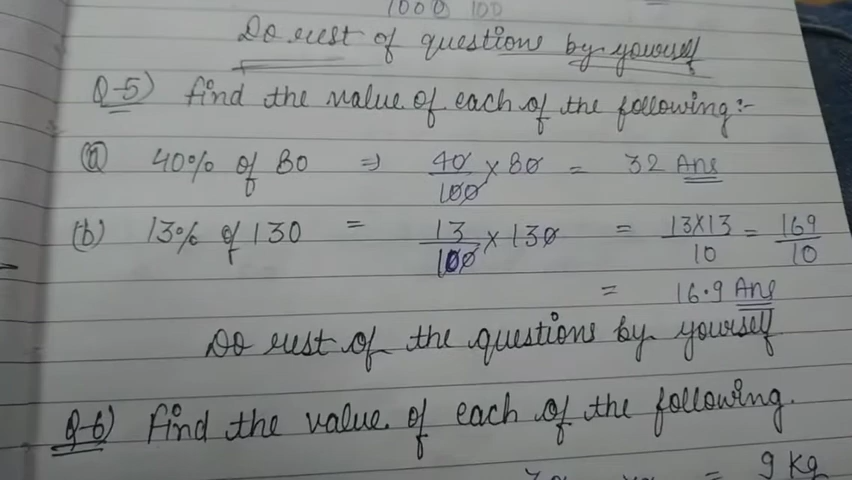 1000 100
Do rest of questions by yourself
Q-5) find the value of each of the following:-
(a) 40% of 80 ⇒ 40/100 × 80 = 32 Ans
(b) 13% of 130 = 13/100 × 130 = 13×13/10 = 169/10
= 16.9 Ans
Do rest of the questions by yourself
Q-6) Find the value of each of the following.
= 9 kg